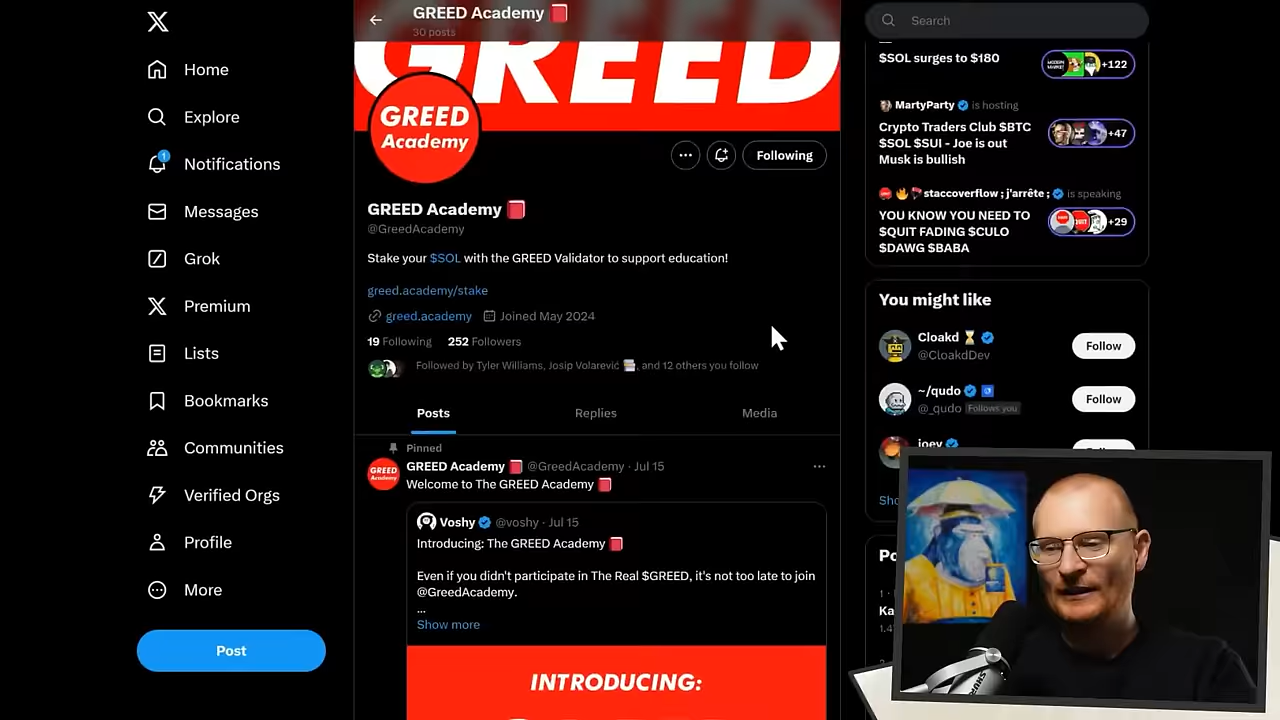 Home
Explore
1
Notifications
Messages
Grok
Premium
Lists
Bookmarks
Communities
Verified Orgs
Profile
More
Post
GREED Academy
30 posts
GREED
GREED
Academy
Following
GREED Academy
@GreedAcademy
Stake your $SOL with the GREED Validator to support education!
greed.academy/stake
greed.academy Joined May 2024
19 Following 252 Followers
Followed by Tyler Williams, Josip Volarević, and 12 others you follow
Posts Replies Media
Pinned
GREED Academy @GreedAcademy · Jul 15
GREED
Academy
Welcome to The GREED Academy
Voshy @voshy · Jul 15
Introducing: The GREED Academy
Even if you didn't participate in The Real $GREED, it's not too late to join
@GreedAcademy.
...
Show more
INTRODUCING:
Search
$SOL surges to $180
+122
MartyParty is hosting
Crypto Traders Club $BTC
$SOL $SUI - Joe is out
Musk is bullish
+47
staccoverflow ; j'arrête ; is speaking
YOU KNOW YOU NEED TO
$QUIT FADING $CULO
$DAWG $BABA
+29
You might like
Cloakd
@CloakdDev
Follow
~/qudo
@_qudo Follows you
Follow
joey